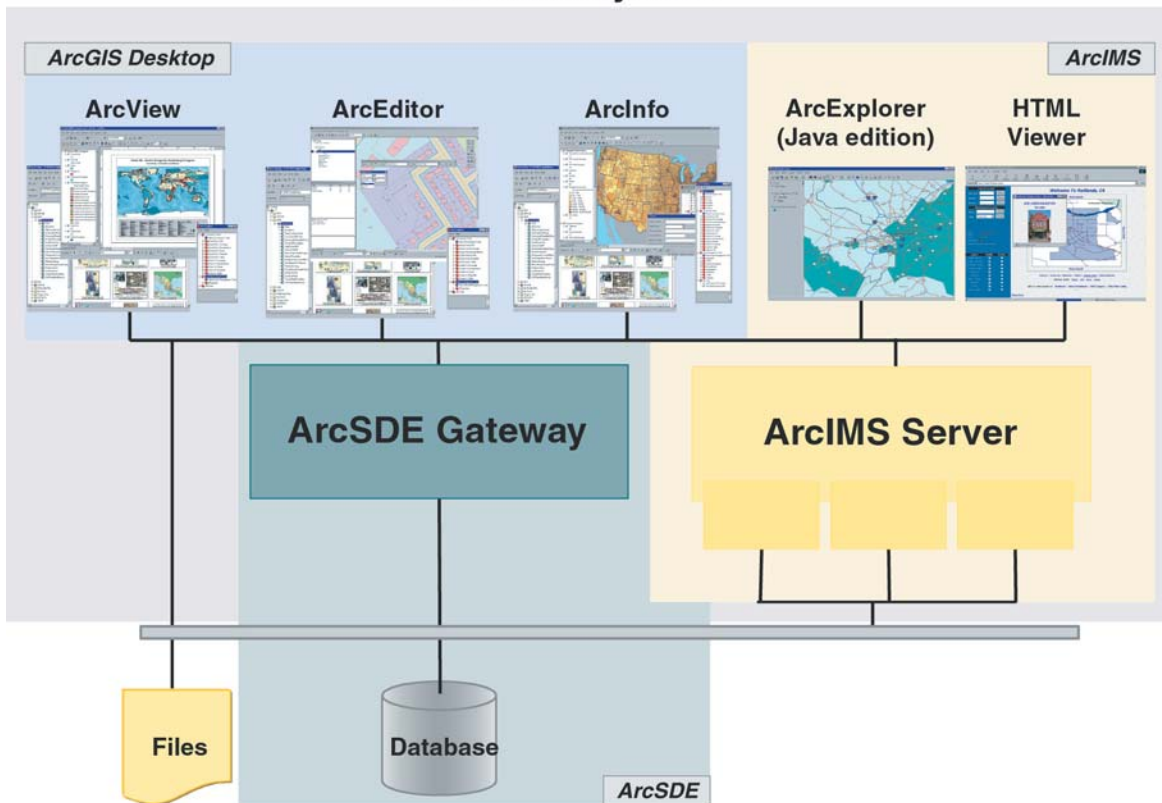 ArcGIS Desktop
ArcIMS
ArcView
ArcEditor
ArcInfo
ArcExplorer
(Java edition)
HTML
Viewer
ArcSDE Gateway
ArcIMS Server
Files
Database
ArcSDE